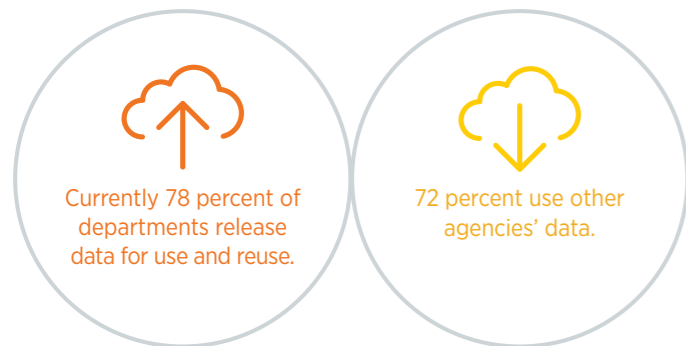 Currently 78 percent of
departments release
data for use and reuse.
72 percent use other
agencies’ data.